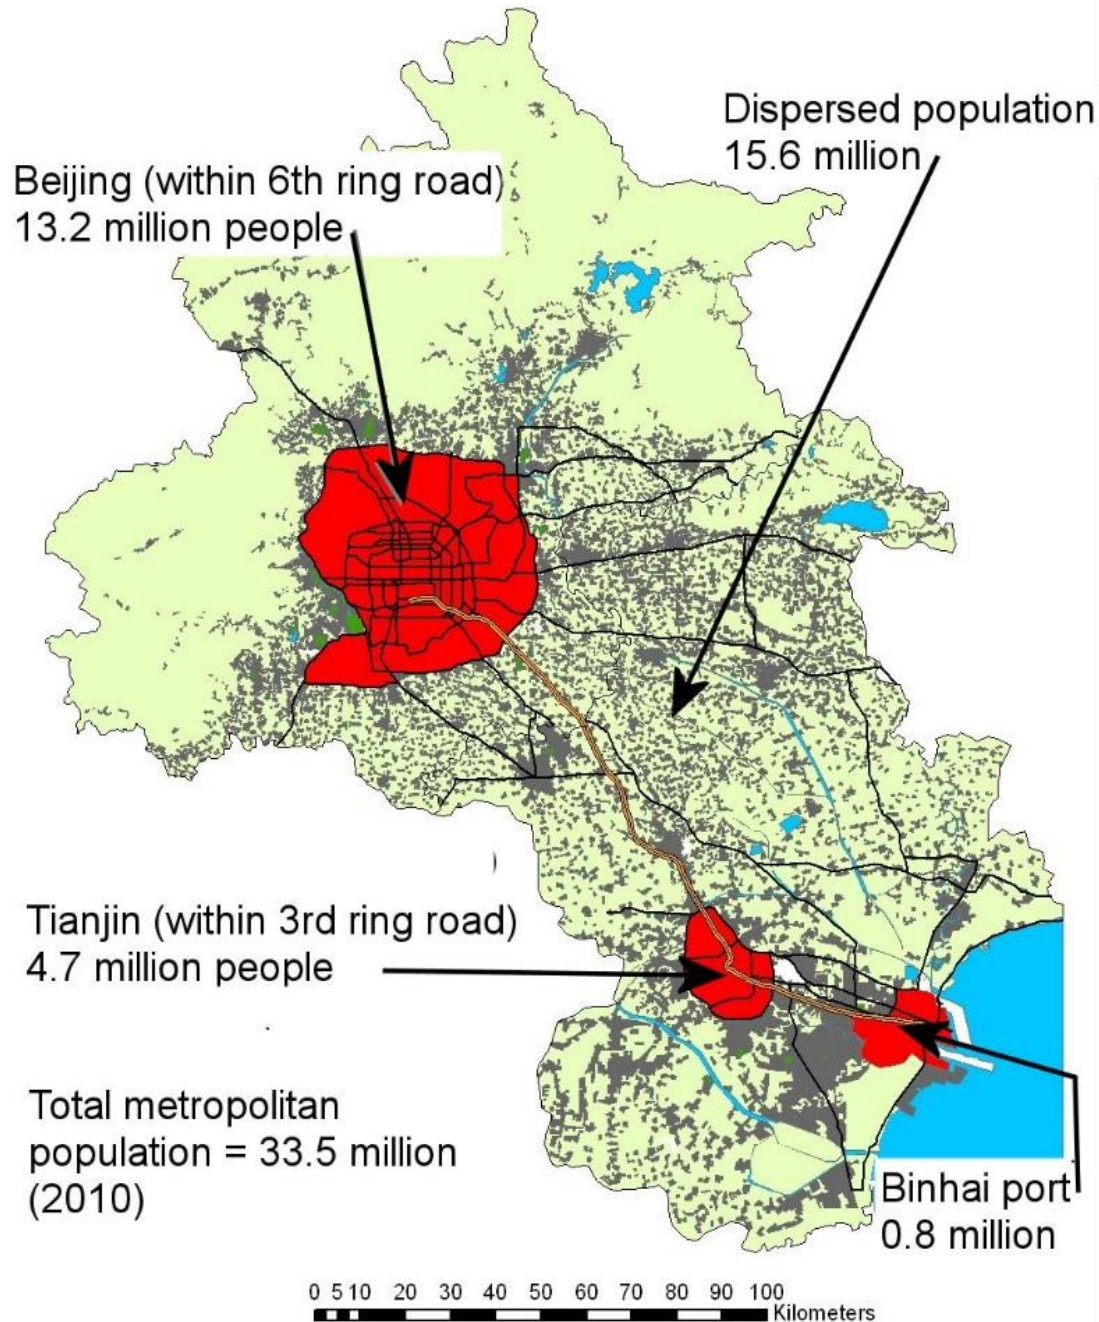 Dispersed population
15.6 million
Beijing (within 6th ring road)
13.2 million people
)
Tianjin (within 3rd ring road)
4.7 million people
Total metropolitan
population = 33.5 million
(2010)
Binhai port
0.8 million
0 5 10 20 30 40 50 60 70 80 90 100
Kilometers